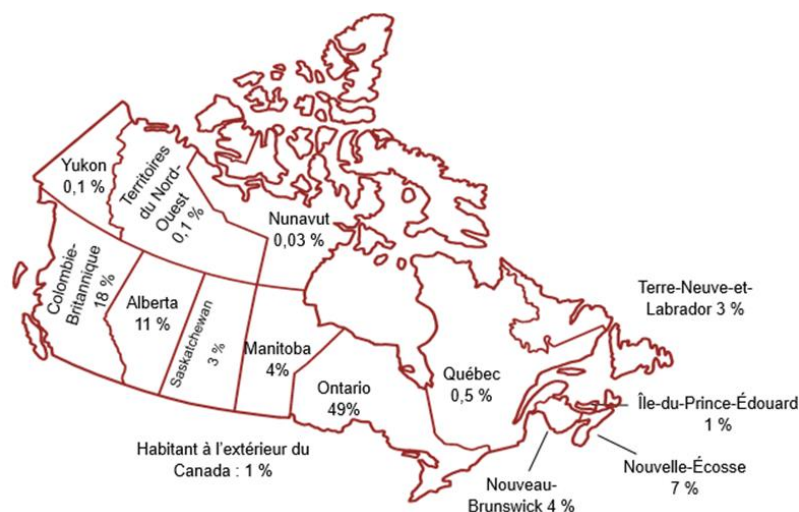 Yukon
0,1 %
Territoires
du Nord-
Ouest
0,1 %
Nunavut
0,03 %
Colombie-
Britannique
18 %
Alberta
11 %
Saskatchewan
3 %
Manitoba
4%
Ontario
49%
Québec
0,5 %
Terre-Neuve-et-
Labrador 3 %
Île-du-Prince-Édouard
1 %
Nouvelle-Écosse
7 %
Nouveau-
Brunswick 4 %
Habitant à l’extérieur du
Canada : 1 %